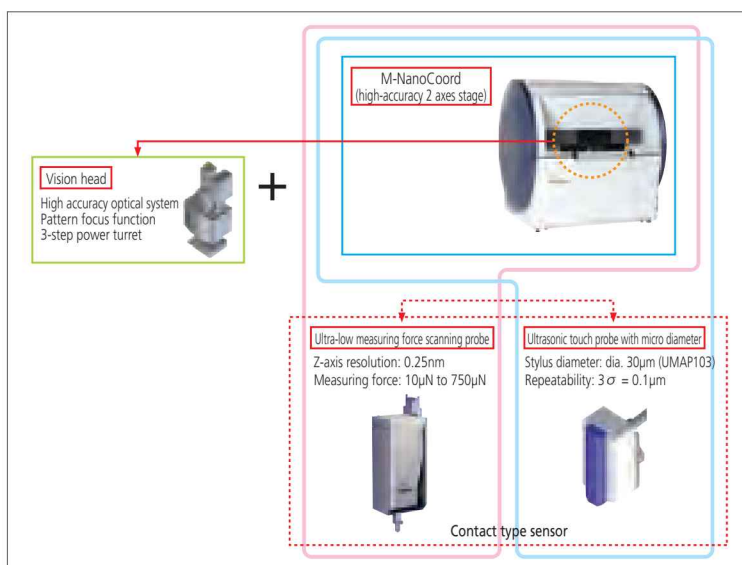 M-NanoCoord
(high-accuracy 2 axes stage)
Vision head
High accuracy optical system
Pattern focus function
3-step power turret
+
Ultra-low measuring force scanning probe
Z-axis resolution: 0.25nm
Measuring force: 10μN to 750μN
Ultrasonic touch probe with micro diameter
Stylus diameter: dia. 30μm (UMAP103)
Repeatability: 3σ = 0.1μm
Contact type sensor